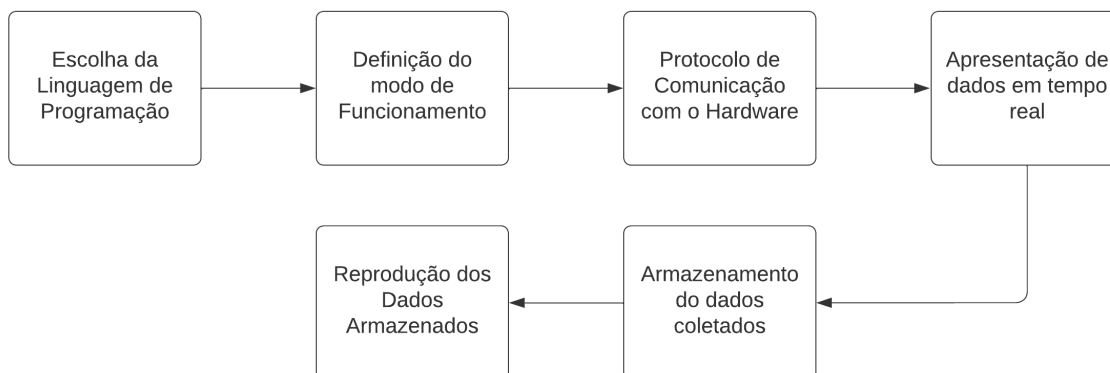 Escolha da
Linguagem de
Programação
Definição do
modo de
Funcionamento
Protocolo de
Comunicação
com o Hardware
Apresentação de
dados em tempo
real
Reprodução dos
Dados
Armazenados
Armazenamento
do dados
coletados